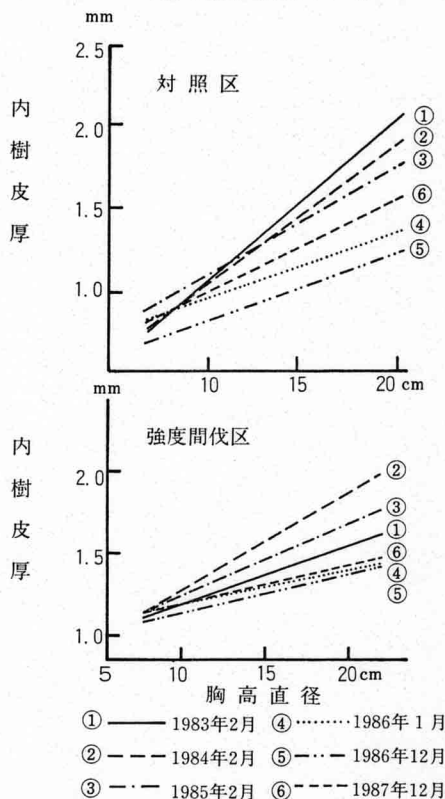 mm
2.5
対照区
2.0
1.5
1.0
内樹皮厚
①
②
③
⑥
④
⑤
10
15
20 cm
mm
強度間伐区
2.0
1.5
1.0
内樹皮厚
②
③
①
⑥
④
⑤
5
10
15
20cm
胸高直径
① 1983年2月 ④ 1986年1月
② 1984年2月 ⑤ 1986年12月
③ 1985年2月 ⑥ 1987年12月